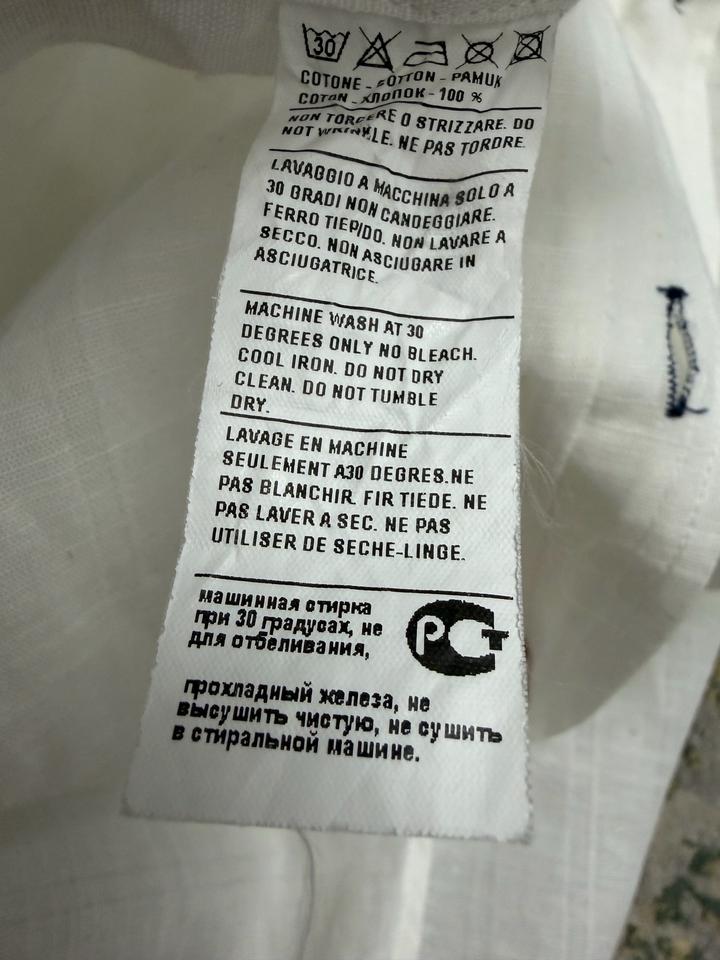 30
COTONE - COTTON - PAMUK
COTON - ХЛОПОК - 100 %
NON TORCERE O STRIZZARE. DO
NOT WRINKLE. NE PAS TORDRE.
LAVAGGIO A MACCHINA SOLO A
30 GRADI NON CANDEGGIARE.
FERRO TIEPIDO. NON LAVARE A
SECCO. NON ASCIUGARE IN
ASCIUGATRICE.
MACHINE WASH AT 30
DEGREES ONLY NO BLEACH.
COOL IRON. DO NOT DRY
CLEAN. DO NOT TUMBLE
DRY.
LAVAGE EN MACHINE
SEULEMENT A30 DEGRES.NE
PAS BLANCHIR. FIR TIEDE. NE
PAS LAVER A SEC. NE PAS
UTILISER DE SECHE-LINGE.
машинная стирка
при 30 градусах, не
для отбеливания,
РСТ
прохладный железа, не
высушить чистую, не сушить
в стиральной машине.